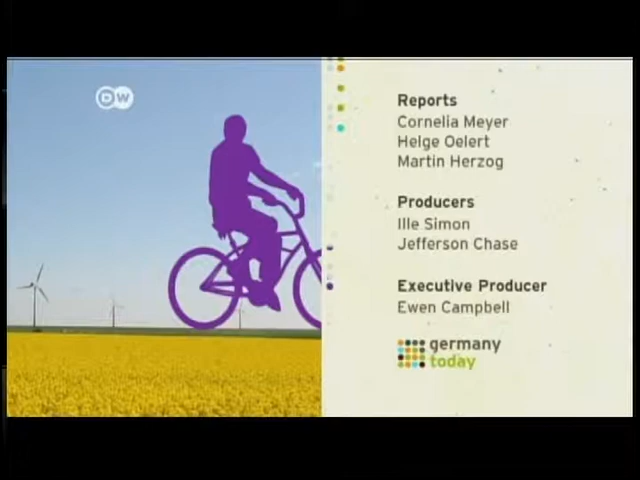 DW
Reports
Cornelia Meyer
Helge Oelert
Martin Herzog
Producers
Ille Simon
Jefferson Chase
Executive Producer
Ewen Campbell
germany
today